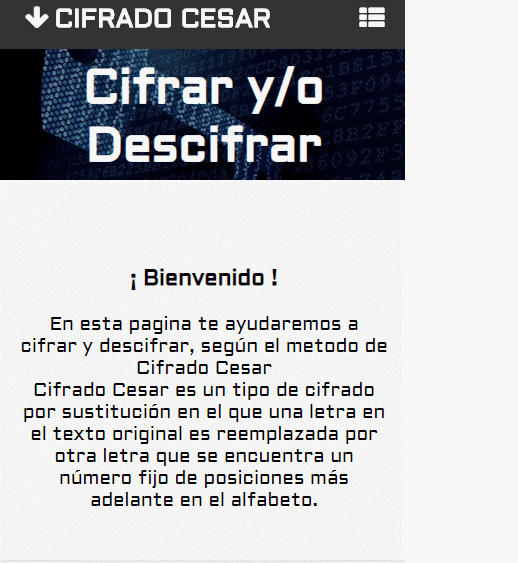 CIFRADO CESAR
Cifrar y/o
Descifrar
¡ Bienvenido !
En esta pagina te ayudaremos a
cifrar y descifrar, según el metodo de
Cifrado Cesar
Cifrado Cesar es un tipo de cifrado
por sustitución en el que una letra en
el texto original es reemplazada por
otra letra que se encuentra un
número fijo de posiciones más
adelante en el alfabeto.